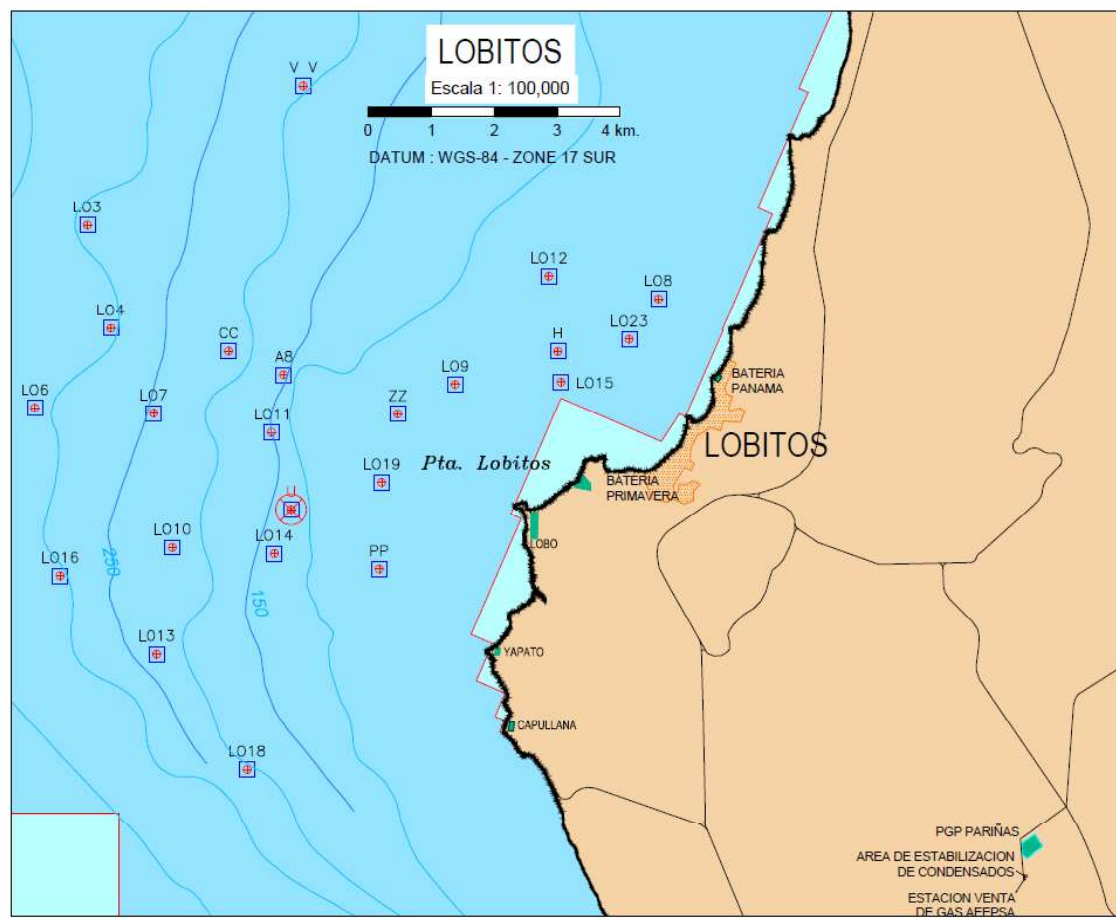 LOBITOS
Escala 1: 100,000
0 1 2 3 4 km.
DATUM : WGS-84 - ZONE 17 SUR
V V
LO3
LO12
LO8
LO4
LO23
CC
H
A8
BATERIA
PANAMA
LO9
LO15
LO6
LO7
ZZ
LO11
LOBITOS
Pta. Lobitos
LO19
BATERIA
PRIMAVERA
U
LO10
LO14
LOBO
LO16
250
PP
150
LO13
YAPATO
CAPULLANA
LO18
PGP PARIÑAS
AREA DE ESTABILIZACION
DE CONDENSADOS
ESTACION VENTA
DE GAS AEEPSA